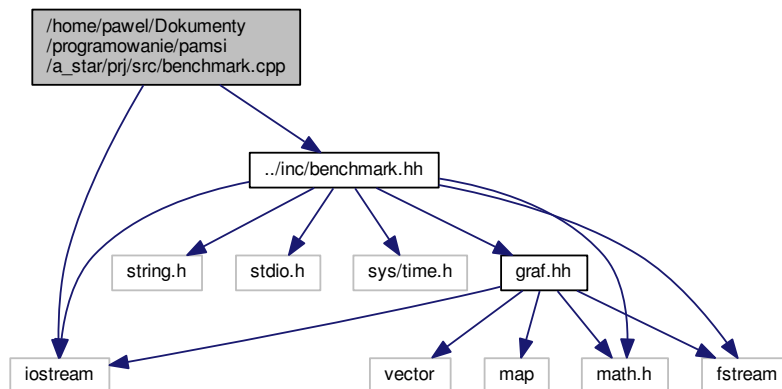 /home/pawel/Dokumenty
/programowanie/pamsi
/a_star/prj/src/benchmark.cpp
../inc/benchmark.hh
string.h
stdio.h
sys/time.h
graf.hh
iostream
vector
map
math.h
fstream